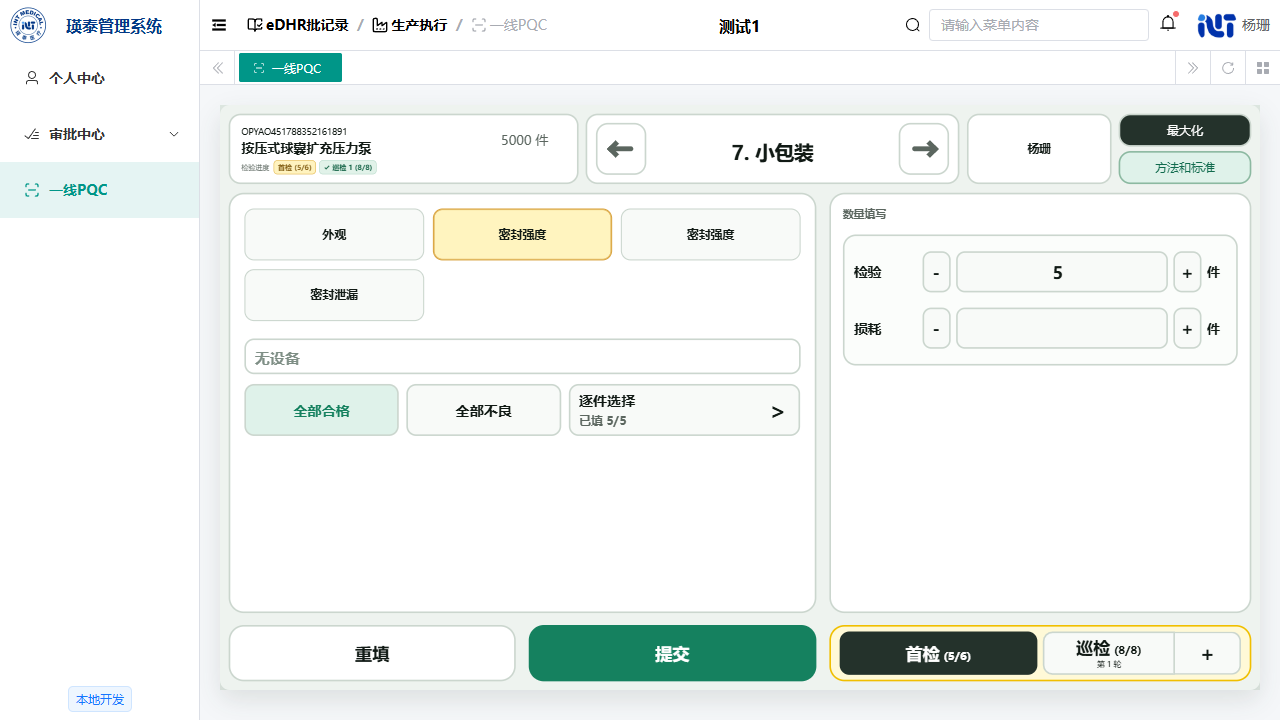 瑛泰管理系统
eDHR批记录 / 生产执行 / 一线PQC
测试1
请输入菜单内容
杨珊
个人中心
审批中心
一线PQC
本地开发
一线PQC
OPYAO451788352161891
按压式球囊扩充压力泵
5000 件
检验进度 首检 (5/6) ✓ 巡检 1 (8/8)
7. 小包装
杨珊
最大化
方法和标准
外观
密封强度
密封强度
密封泄漏
无设备
全部合格
全部不良
逐件选择
已填 5/5
>
数量填写
检验 - 5 + 件
损耗 - + 件
重填
提交
首检 (5/6)
巡检 (8/8)
第 1 轮
+